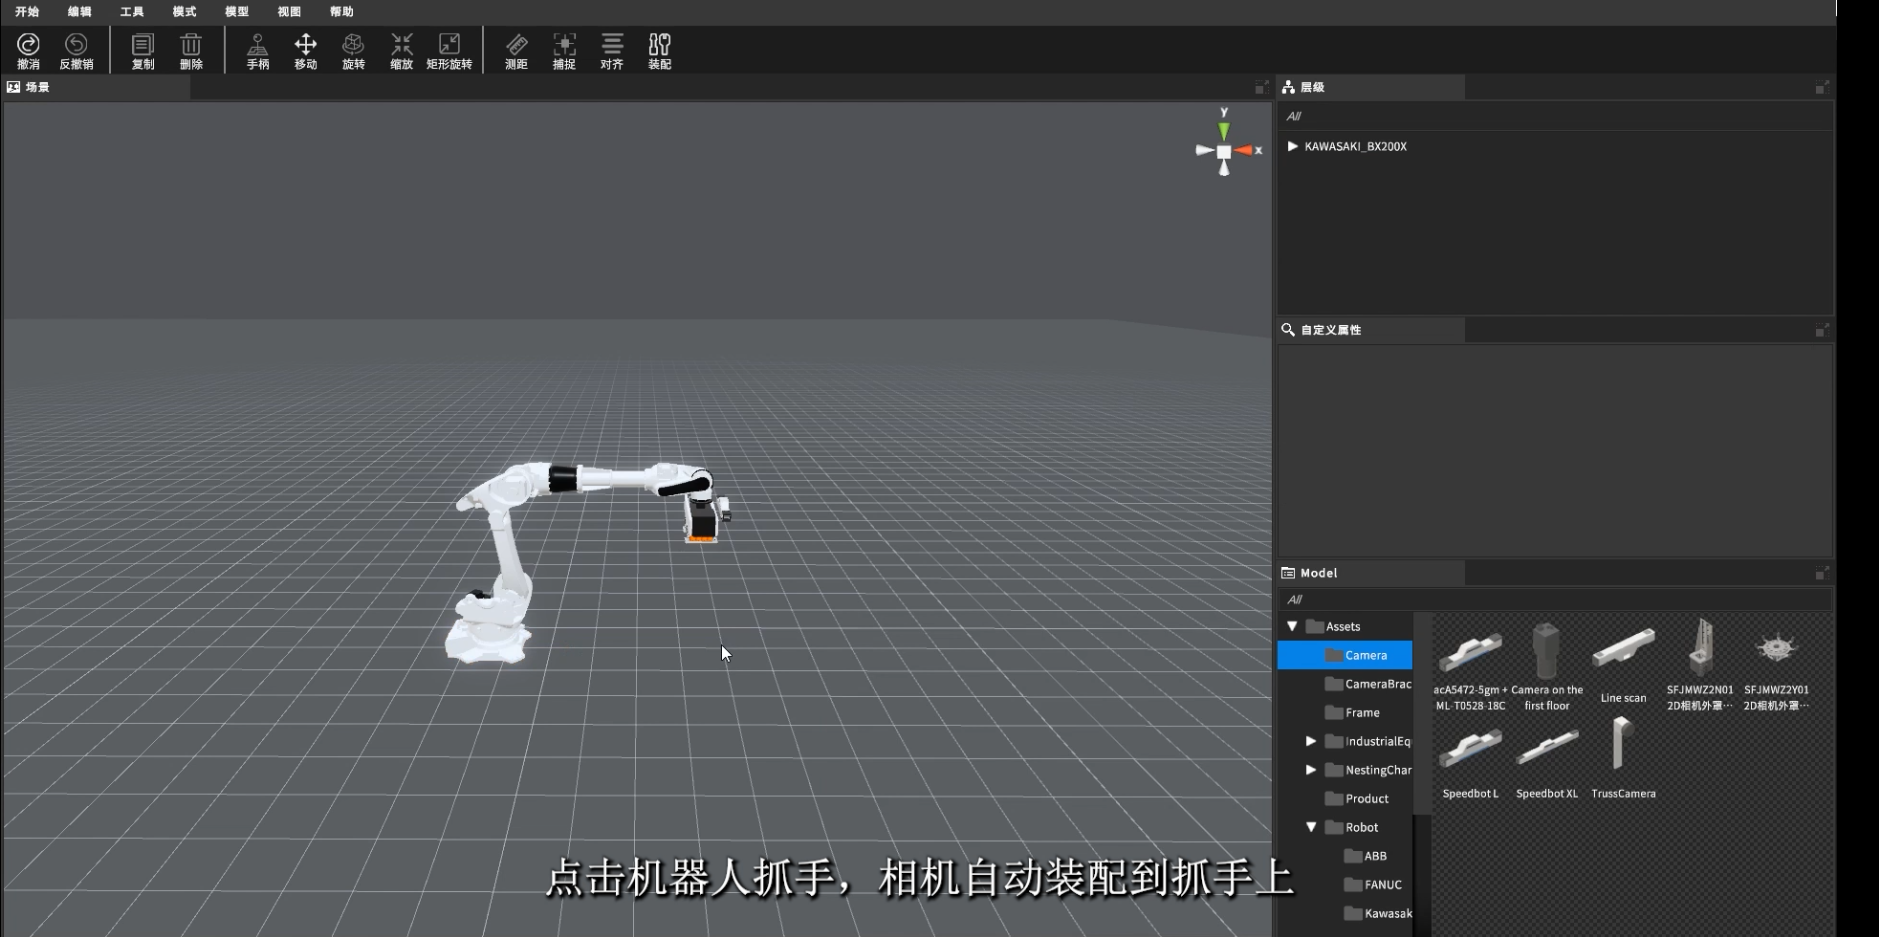 开始 编辑 工具 模式 模型 视图 帮助
撤消 反撤销 复制 删除 手柄 移动 旋转 缩放 矩形旋转 测距 捕捉 对齐 装配
场景
y
x
层级
All
KAWASAKI_BX200X
自定义属性
Model
All
Assets
Camera
CameraBrac
Frame
IndustrialEq
NestingChar
Product
Robot
ABB
FANUC
Kawasak
acA5472-5gm + ML-T0528-18C
Camera on the first floor
Line scan
SFJMWZ2N01 2D相机外罩…
SFJMWZ2Y01 2D相机外罩…
Speedbot L
Speedbot XL
TrussCamera
点击机器人抓手，相机自动装配到抓手上